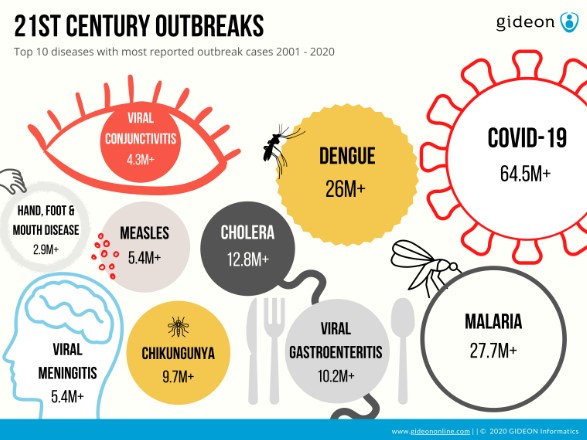 21ST CENTURY OUTBREAKS
gideon
Top 10 diseases with most reported outbreak cases 2001 - 2020
VIRAL
CONJUNCTIVITIS
4.3M+
DENGUE
26M+
COVID-19
64.5M+
HAND, FOOT &
MOUTH DISEASE
2.9M+
MEASLES
5.4M+
CHOLERA
12.8M+
VIRAL
MENINGITIS
5.4M+
CHIKUNGUNYA
9.7M+
VIRAL
GASTROENTERITIS
10.2M+
MALARIA
27.7M+
www.gideononline.com | | © 2020 GIDEON Informatics